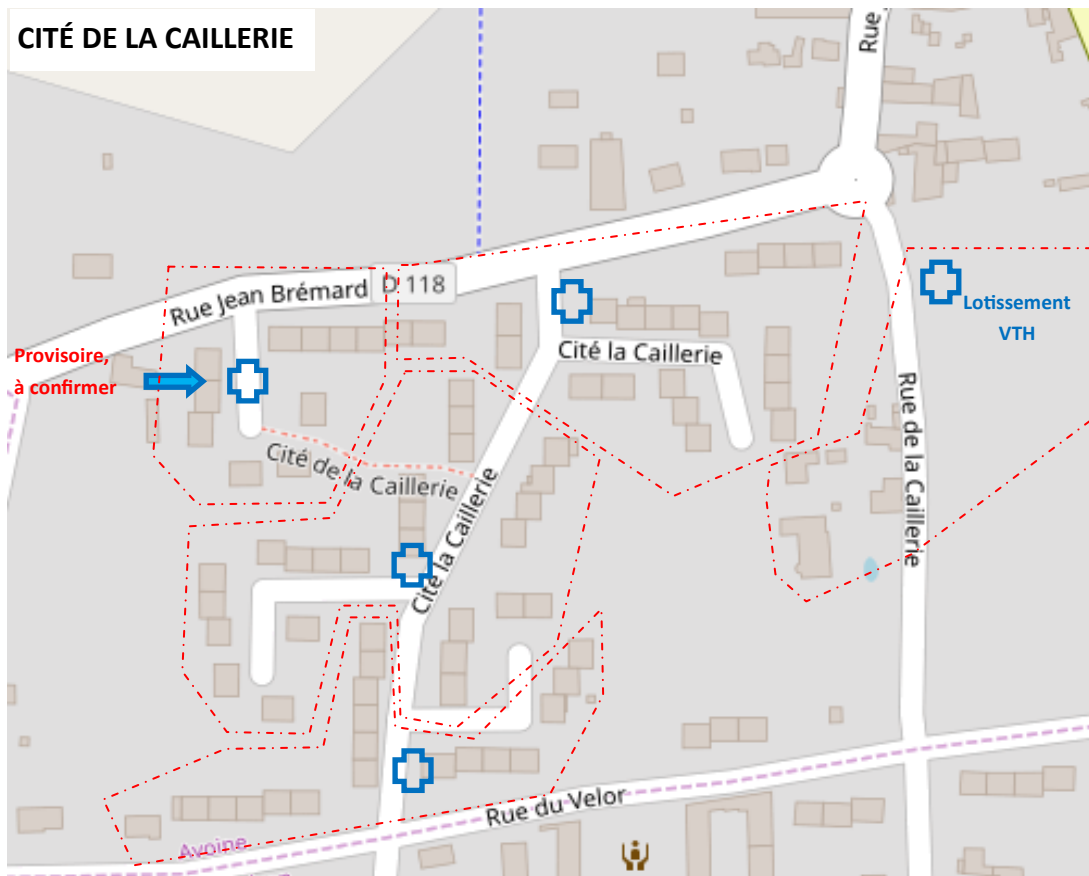 CITÉ DE LA CAILLERIE
Rue
Rue Jean Brémard
D 118
Lotissement
VTH
Provisoire,
à confirmer
Cité la Caillerie
Rue de la Caillerie
Cité de la Caillerie
Cité la Caillerie
Rue du Velor
Avoine